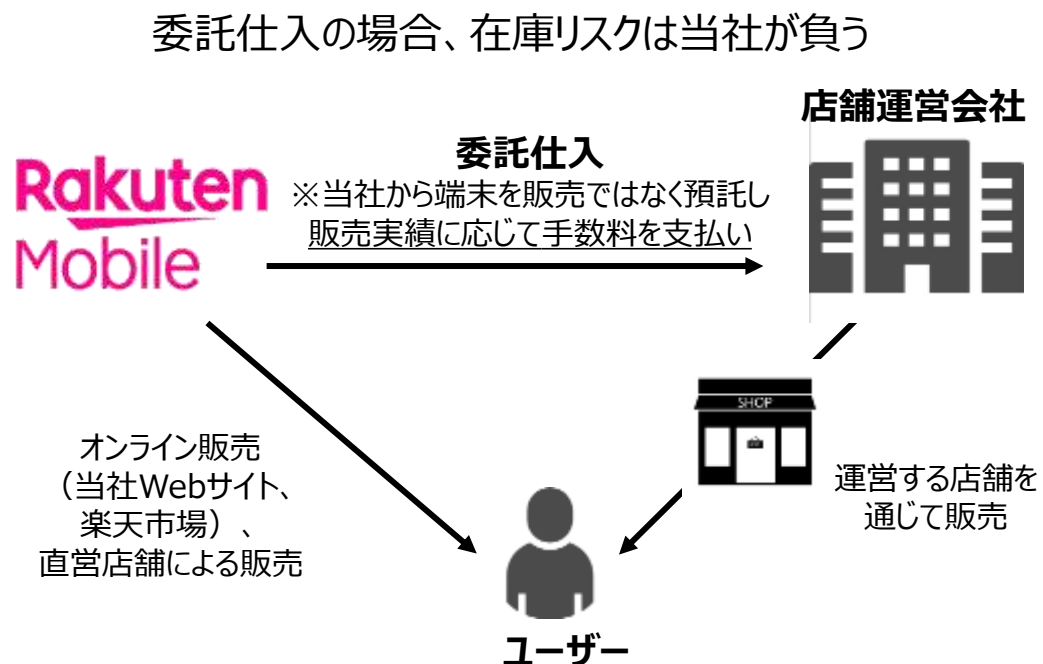 委託仕入の場合、在庫リスクは当社が負う
店舗運営会社
委託仕入
※当社から端末を販売ではなく預託し
販売実績に応じて手数料を支払い
Rakuten
Mobile
SHOP
オンライン販売
（当社Webサイト、
楽天市場）、
直営店舗による販売
運営する店舗を
通じて販売
ユーザー